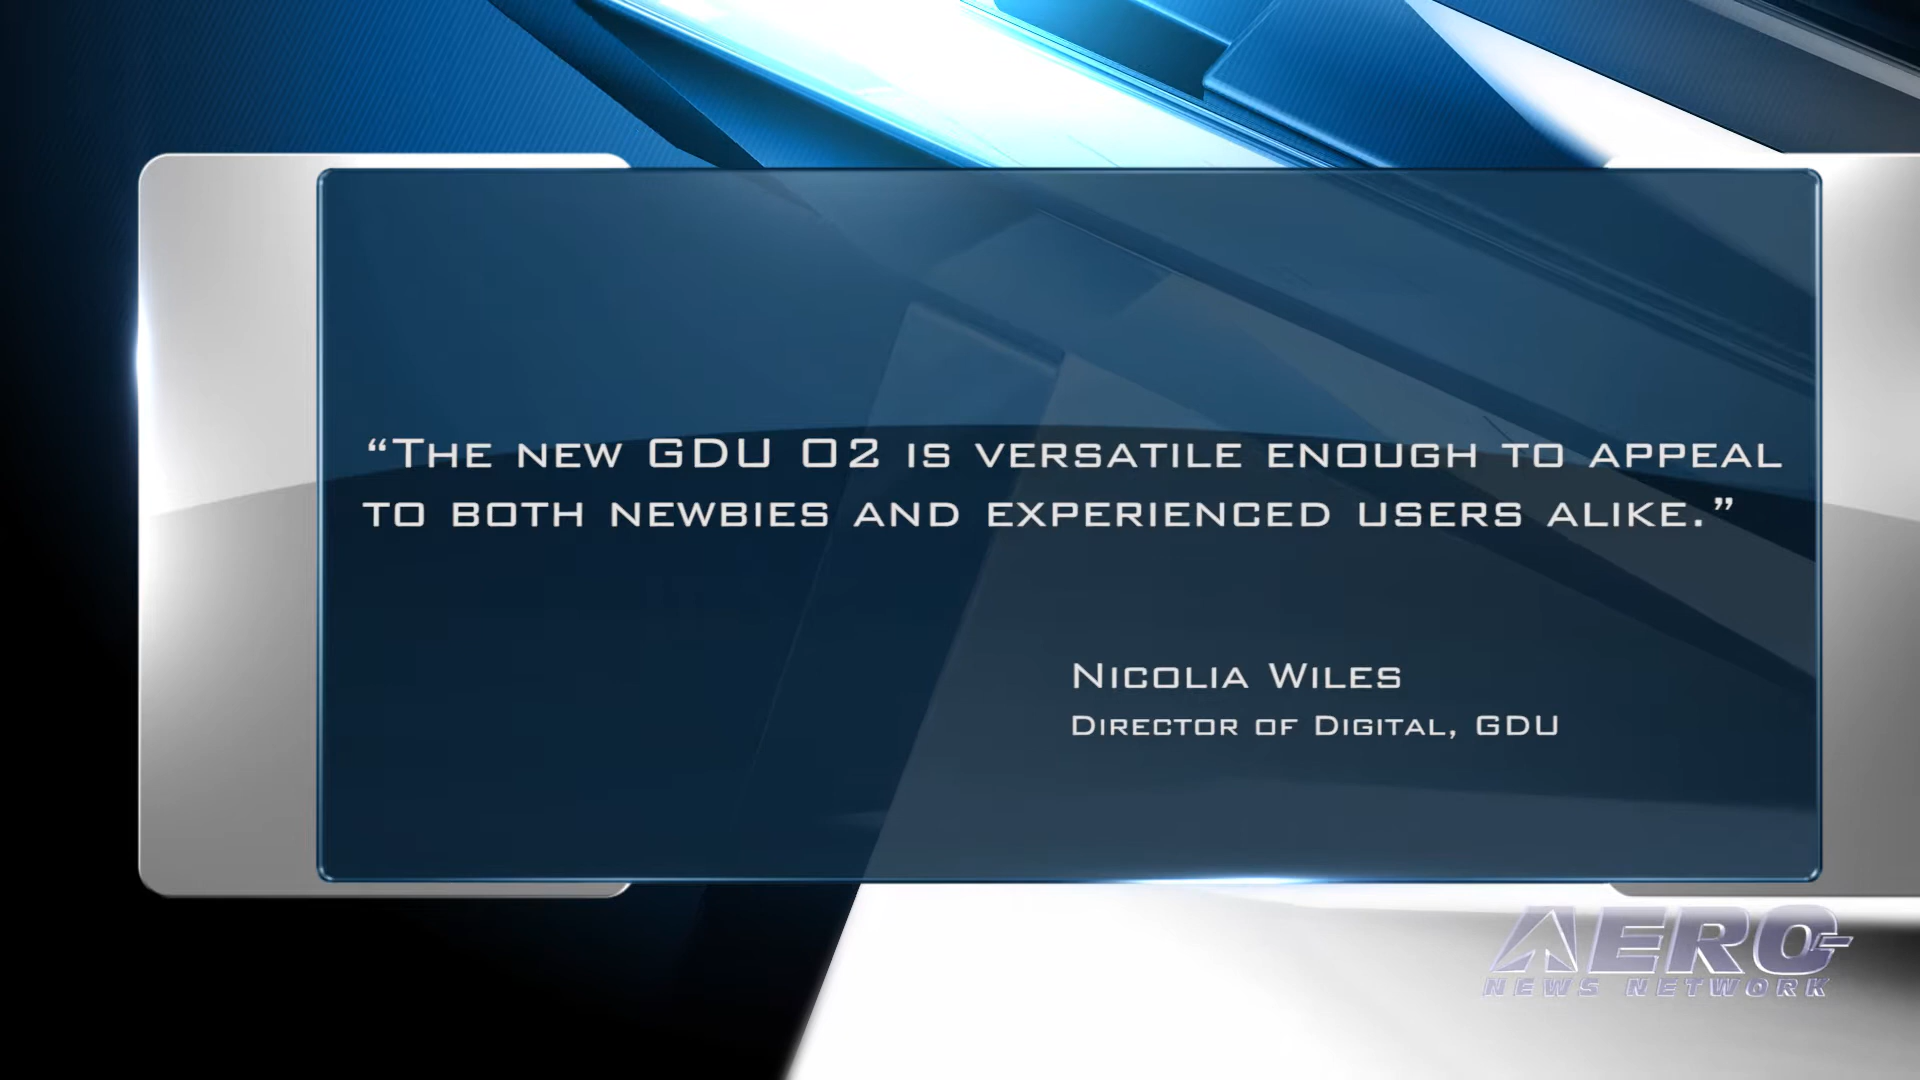 “The new GDU O2 is versatile enough to appeal
to both newbies and experienced users alike.”
Nicolia Wiles
Director of Digital, GDU
AERO
NEWS NETWORK